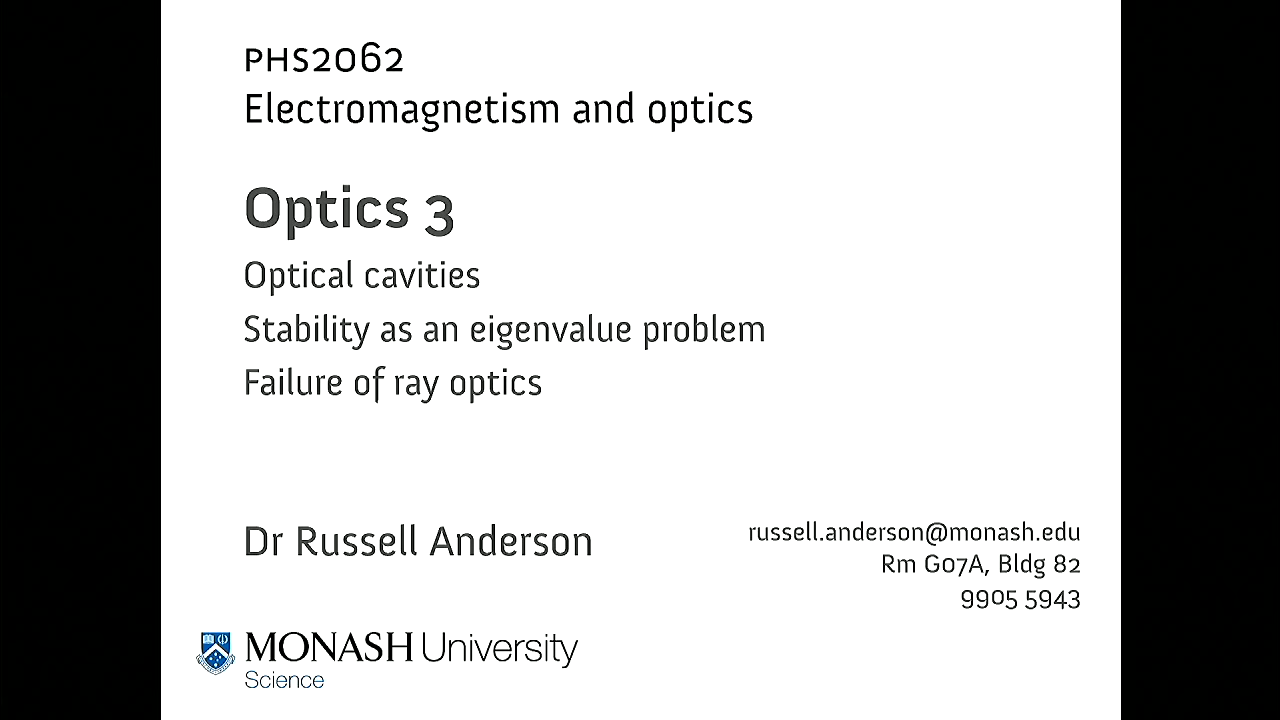 PHS2062
Electromagnetism and optics
Optics 3
Optical cavities
Stability as an eigenvalue problem
Failure of ray optics
Dr Russell Anderson
russell.anderson@monash.edu
Rm G07A, Bldg 82
9905 5943
MONASH University
Science